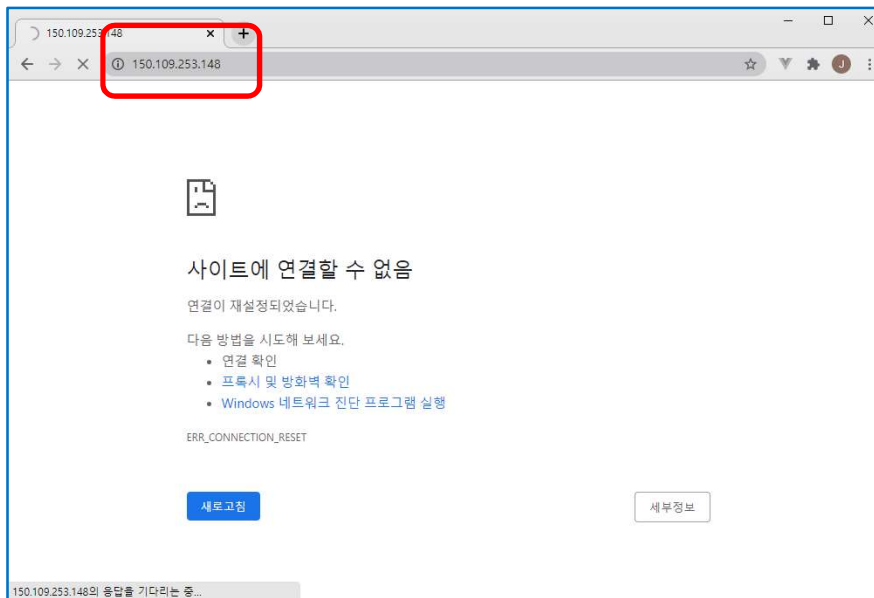 150.109.253.148
150.109.253.148
J
사이트에 연결할 수 없음
연결이 재설정되었습니다.
다음 방법을 시도해 보세요.
• 연결 확인
• 프록시 및 방화벽 확인
• Windows 네트워크 진단 프로그램 실행
ERR_CONNECTION_RESET
새로고침
세부정보
150.109.253.148의 응답을 기다리는 중...